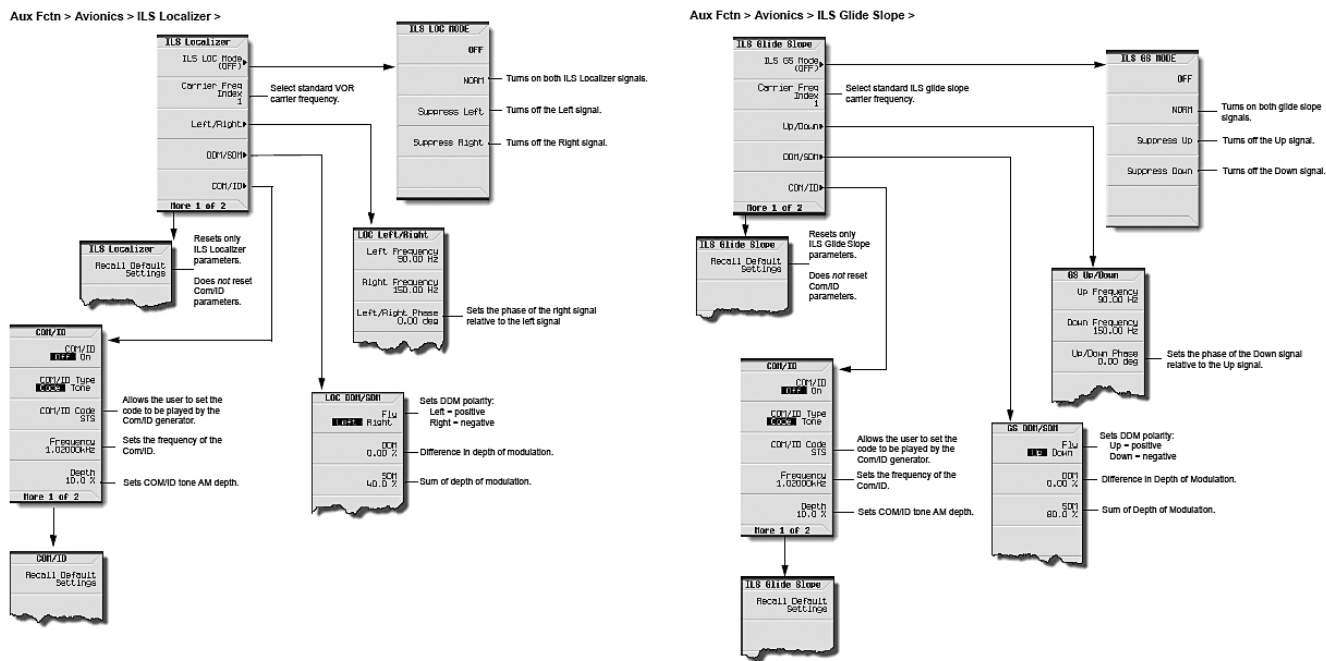 Aux Fctn > Avionics > ILS Localizer >
ILS Localizer
ILS LOC Mode
(OFF)
Carrier Freq
Index
1
Left/Right
DDM/SDM
COM/ID
More 1 of 2
Select standard VOR
carrier frequency.
ILS LOC MODE
OFF
NORM
Suppress Left
Suppress Right
Turns on both ILS Localizer signals.
Turns off the Left signal.
Turns off the Right signal.
ILS Localizer
Recall Default
Settings
Resets only
ILS Localizer
parameters.
Does not reset
Com/ID
parameters.
LOC Left/Right
Left Frequency
90.00 Hz
Right Frequency
150.00 Hz
Left/Right Phase
0.00 deg
Sets the phase of the right signal
relative to the left signal
COM/ID
COM/ID
Off On
COM/ID Type
Code Tone
COM/ID Code
STS
Frequency
1.02000kHz
Depth
10.0 %
More 1 of 2
Allows the user to set the
code to be played by the
Com/ID generator.
Sets the frequency of the
Com/ID.
Sets COM/ID tone AM depth.
LOC DDM/SDM
Fly
Left Right
DDM
0.00 %
SDM
40.0 %
Sets DDM polarity:
Left = positive
Right = negative
Difference in depth of modulation.
Sum of depth of modulation.
COM/ID
Recall Default
Settings
Aux Fctn > Avionics > ILS Glide Slope >
ILS Glide Slope
ILS GS Mode
(OFF)
Carrier Freq
Index
1
Up/Down
DDM/SDM
COM/ID
More 1 of 2
Select standard ILS glide slope
carrier frequency.
ILS GS MODE
OFF
NORM
Suppress Up
Suppress Down
Turns on both glide slope
signals.
Turns off the Up signal.
Turns off the Down signal.
ILS Glide Slope
Recall Default
Settings
Resets only
ILS Glide Slope
parameters.
Does not reset
Com/ID
parameters.
GS Up/Down
Up Frequency
90.00 Hz
Down Frequency
150.00 Hz
Up/Down Phase
0.00 deg
Sets the phase of the Down signal
relative to the Up signal.
COM/ID
COM/ID
Off On
COM/ID Type
Code Tone
COM/ID Code
STS
Frequency
1.02000kHz
Depth
10.0 %
More 1 of 2
Allows the user to set the
code to be played by the
Com/ID generator.
Sets the frequency of the
Com/ID.
Sets COM/ID tone AM depth.
GS DDM/SDM
Fly
Up Down
DDM
0.00 %
SDM
80.0 %
Sets DDM polarity:
Up = positive
Down = negative
Difference in Depth of Modulation.
Sum of Depth of Modulation.
ILS Glide Slope
Recall Default
Settings